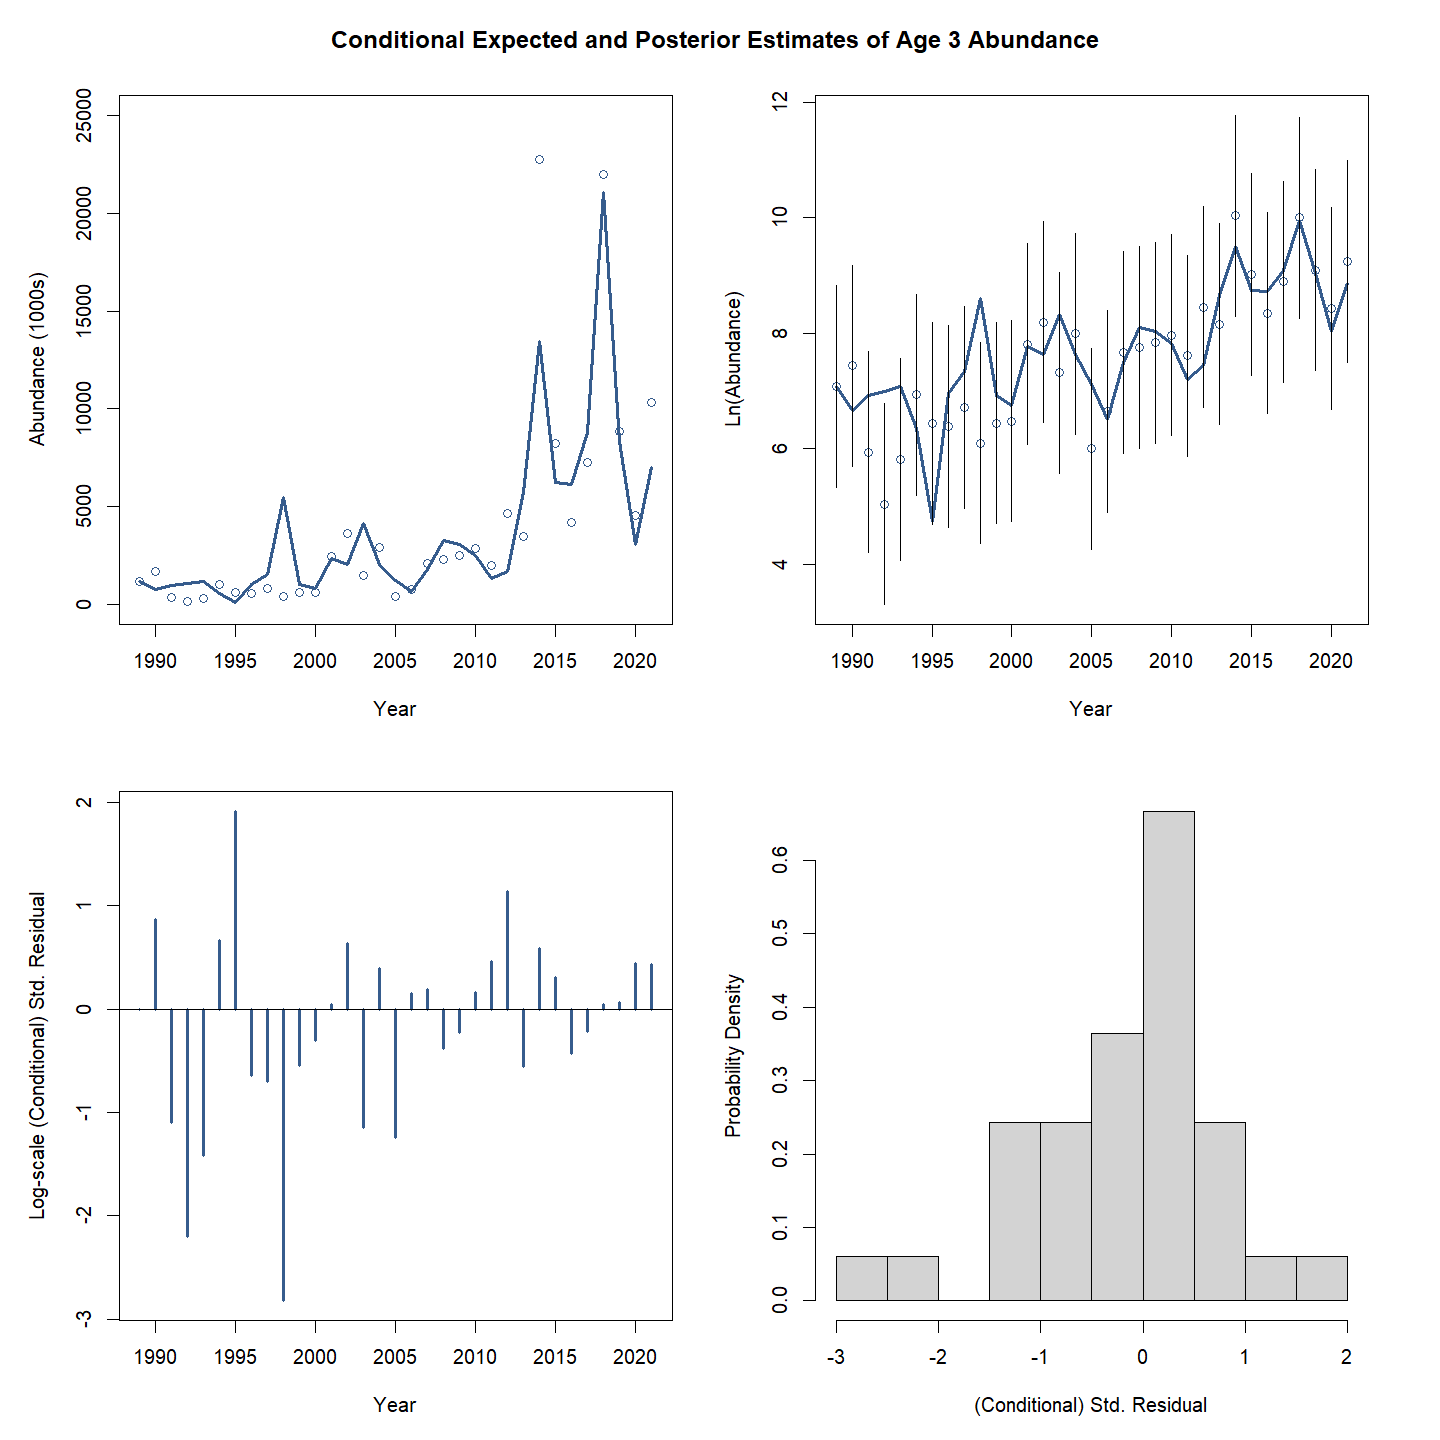 Conditional Expected and Posterior Estimates of Age 3 Abundance
Abundance (1000s)
25000
20000
15000
10000
5000
0
1990 1995 2000 2005 2010 2015 2020
Year
Ln(Abundance)
12
10
8
6
4
1990 1995 2000 2005 2010 2015 2020
Year
Log-scale (Conditional) Std. Residual
2
1
0
-1
-2
-3
1990 1995 2000 2005 2010 2015 2020
Year
Probability Density
0.6
0.5
0.4
0.3
0.2
0.1
0.0
-3 -2 -1 0 1 2
(Conditional) Std. Residual